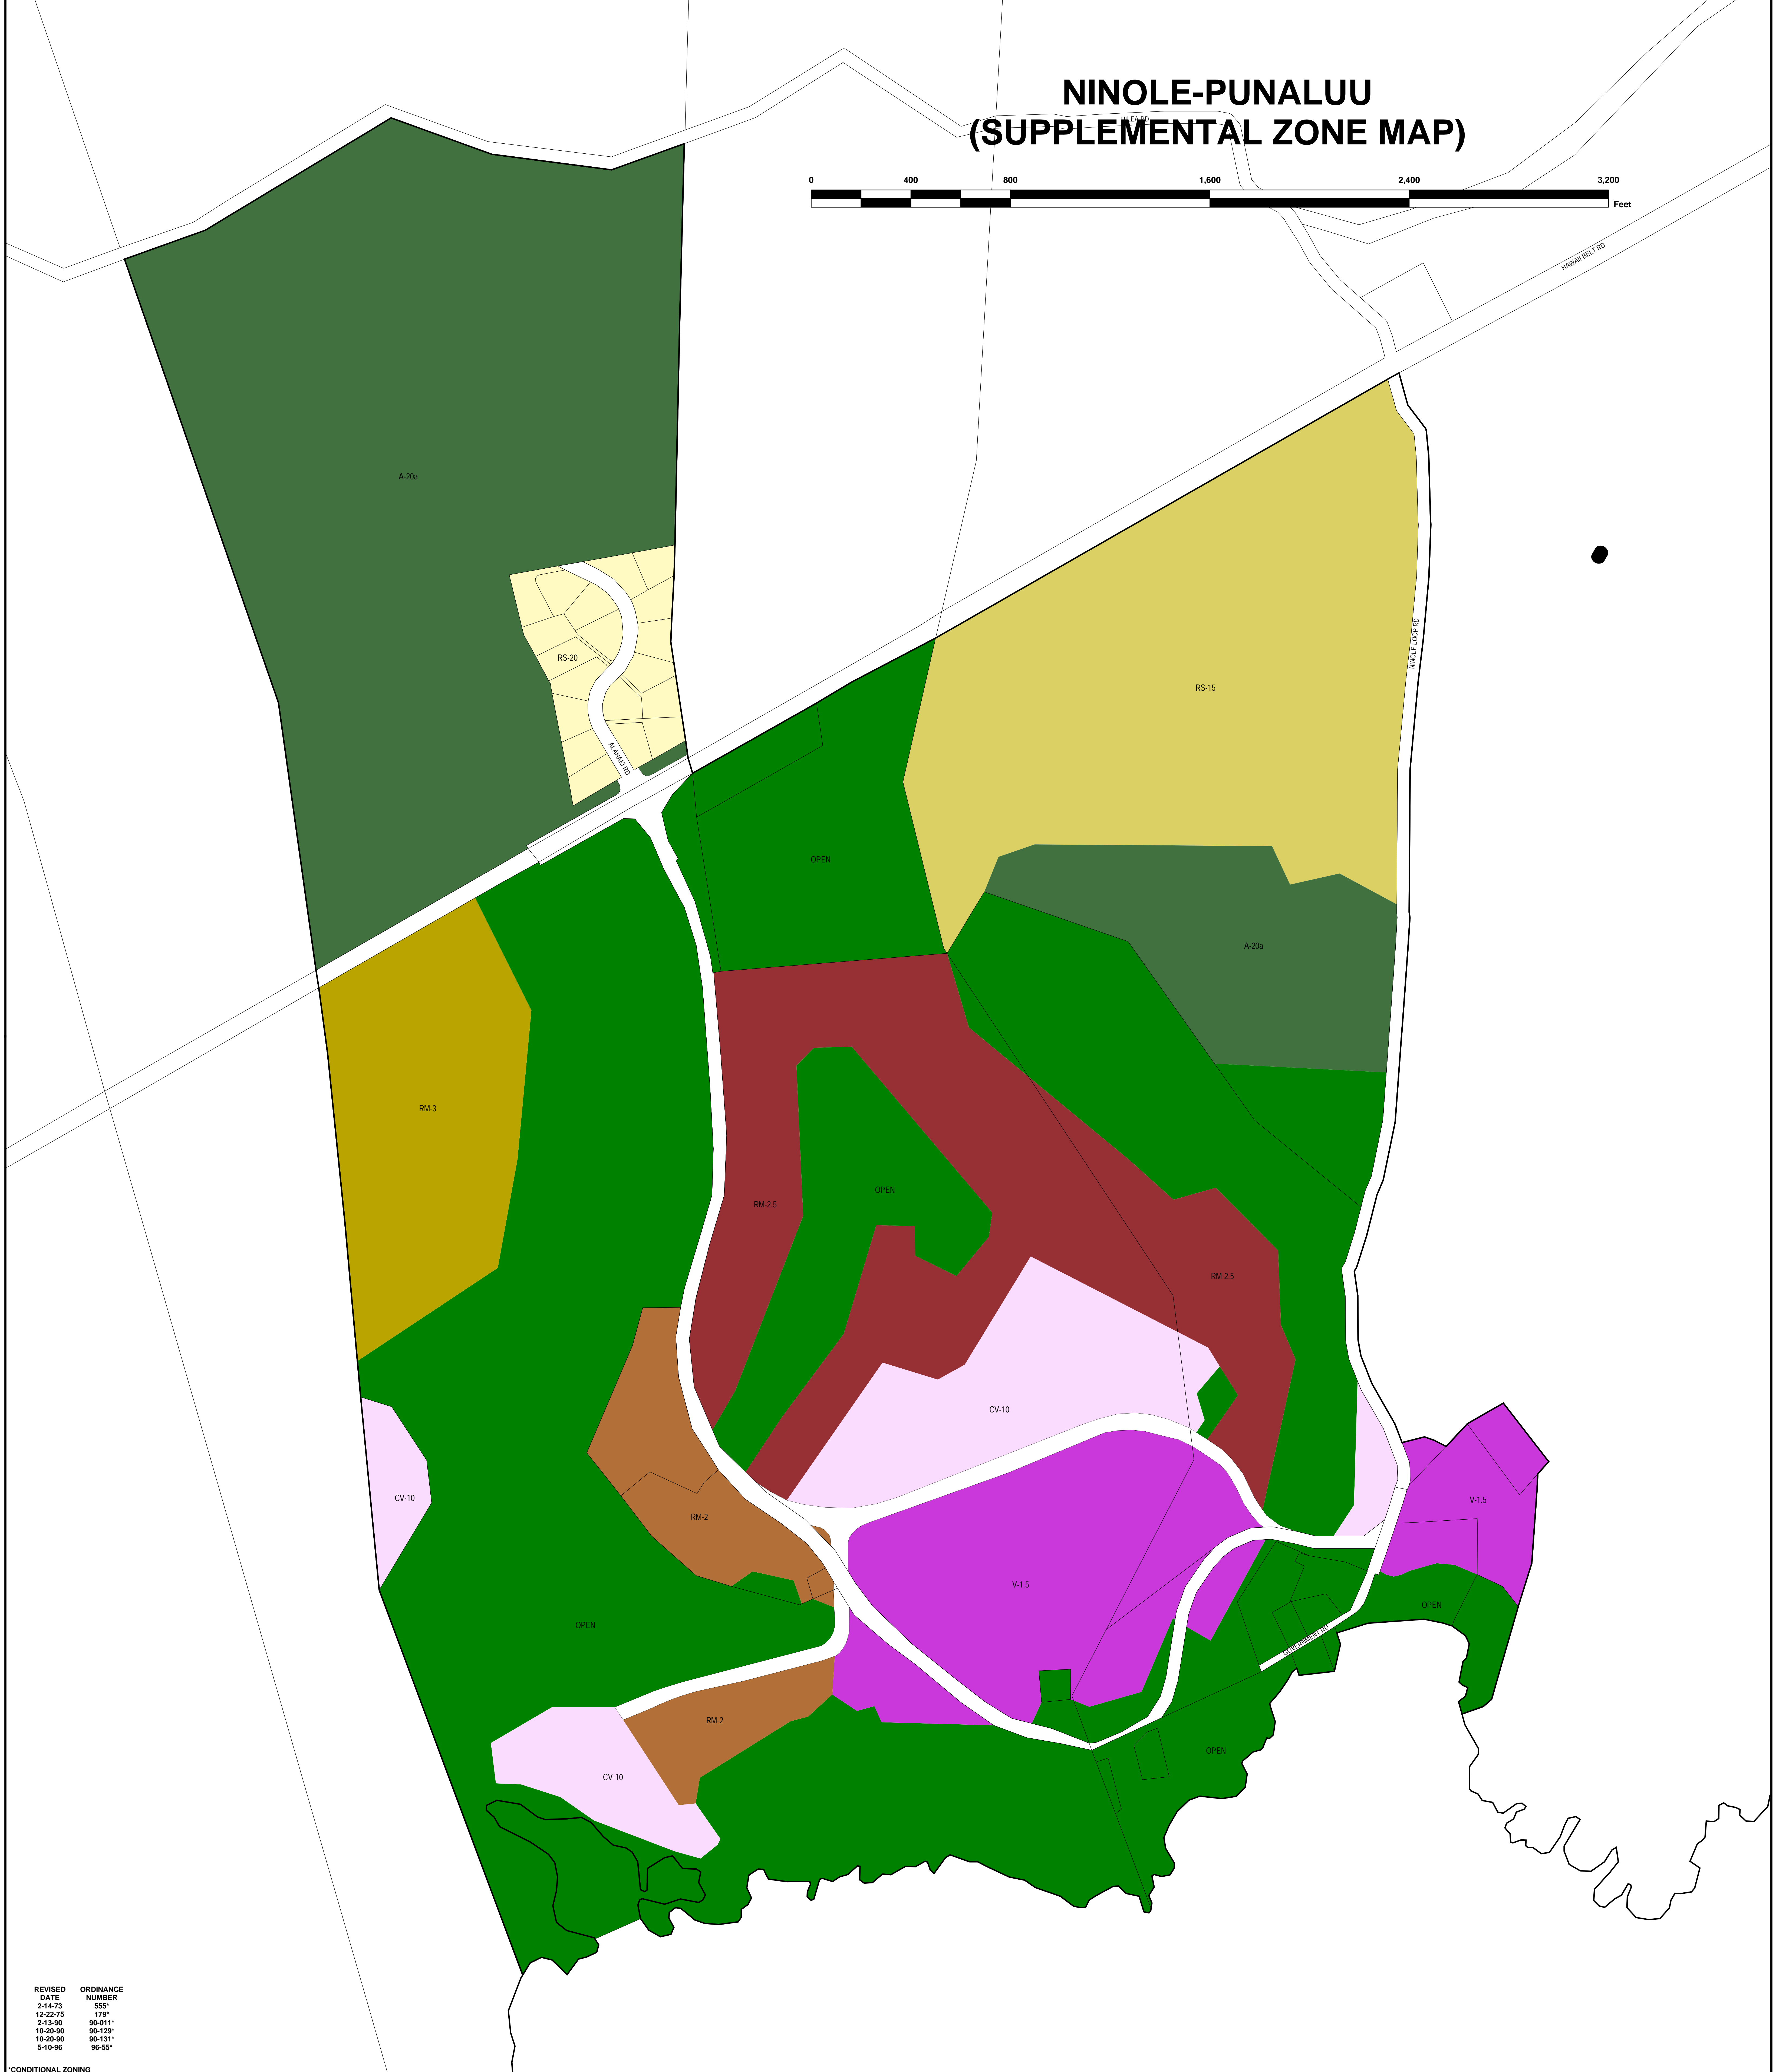 NINOLE-PUNALUU
HILEA RD
(SUPPLEMENTAL ZONE MAP)
0 400 800 1,600 2,400 3,200
Feet
HAWAII BELT RD
A-20a
NINOLE LOOP RD
RS-20
RS-15
ALAHAKI RD
OPEN
A-20a
RM-3
OPEN
RM-2.5
RM-2.5
CV-10
CV-10
V-1.5
RM-2
V-1.5
OPEN
OPEN
GOVERNMENT RD
RM-2
OPEN
CV-10
REVISED ORDINANCE
DATE NUMBER
2-14-73 555*
12-22-75 179*
2-13-90 90-011*
10-20-90 90-129*
10-20-90 90-131*
5-10-96 96-55*
*CONDITIONAL ZONING